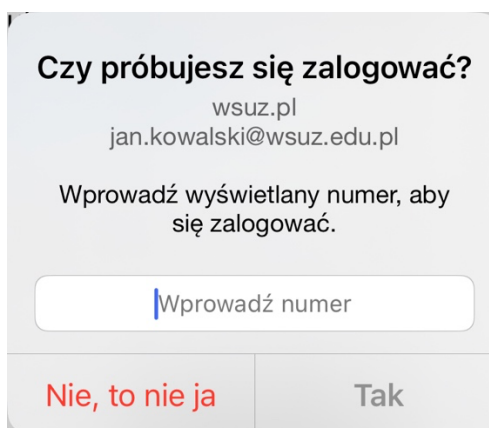 Czy próbujesz się zalogować?
wsuz.pl
jan.kowalski@wsuz.edu.pl
Wprowadź wyświetlany numer, aby
się zalogować.
Wprowadź numer
Nie, to nie ja
Tak